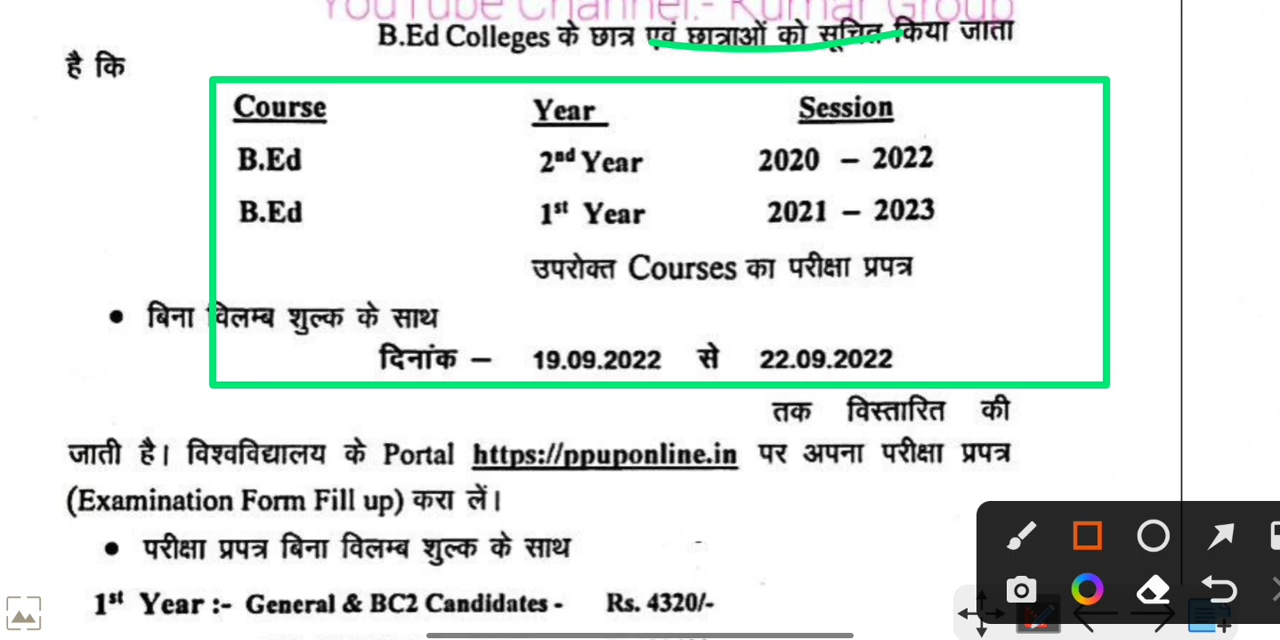 YouTube Channel:- Kumar Group
B.Ed Colleges के छात्र एवं छात्राओं को सूचित किया जाता
है कि
Course Year Session
B.Ed 2nd Year 2020 – 2022
B.Ed 1st Year 2021 – 2023
उपरोक्त Courses का परीक्षा प्रपत्र
• बिना विलम्ब शुल्क के साथ
दिनांक – 19.09.2022 से 22.09.2022
तक विस्तारित की
जाती है। विश्वविद्यालय के Portal https://ppuponline.in पर अपना परीक्षा प्रपत्र
(Examination Form Fill up) करा लें।
• परीक्षा प्रपत्र बिना विलम्ब शुल्क के साथ
1st Year :- General & BC2 Candidates - Rs. 4320/-